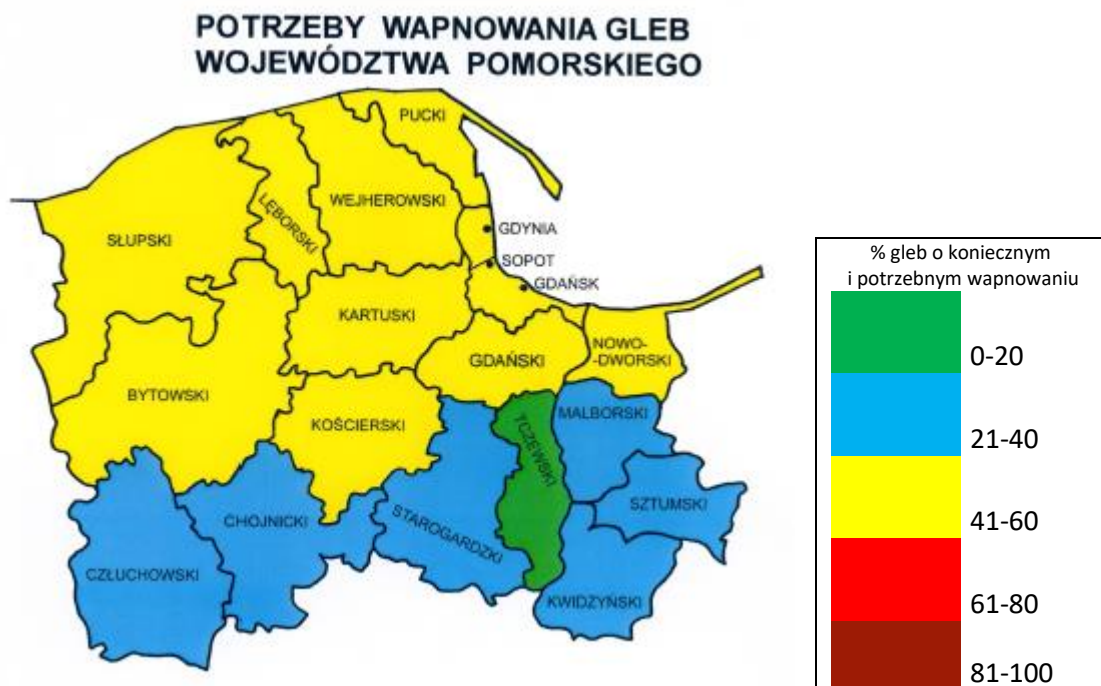 POTRZEBY WAPNOWANIA GLEB
WOJEWÓDZTWA POMORSKIEGO
PUCKI
LĘBORSKI
WEJHEROWSKI
SŁUPSKI
GDYNIA
SOPOT
GDAŃSK
KARTUSKI
NOWO-
-DWORSKI
GDAŃSKI
BYTOWSKI
KOŚCIERSKI
TCZEWSKI
MALBORSKI
SZTUMSKI
CHOJNICKI
STAROGARDZKI
CZŁUCHOWSKI
KWIDZYŃSKI
% gleb o koniecznym
i potrzebnym wapnowaniu
0-20
21-40
41-60
61-80
81-100